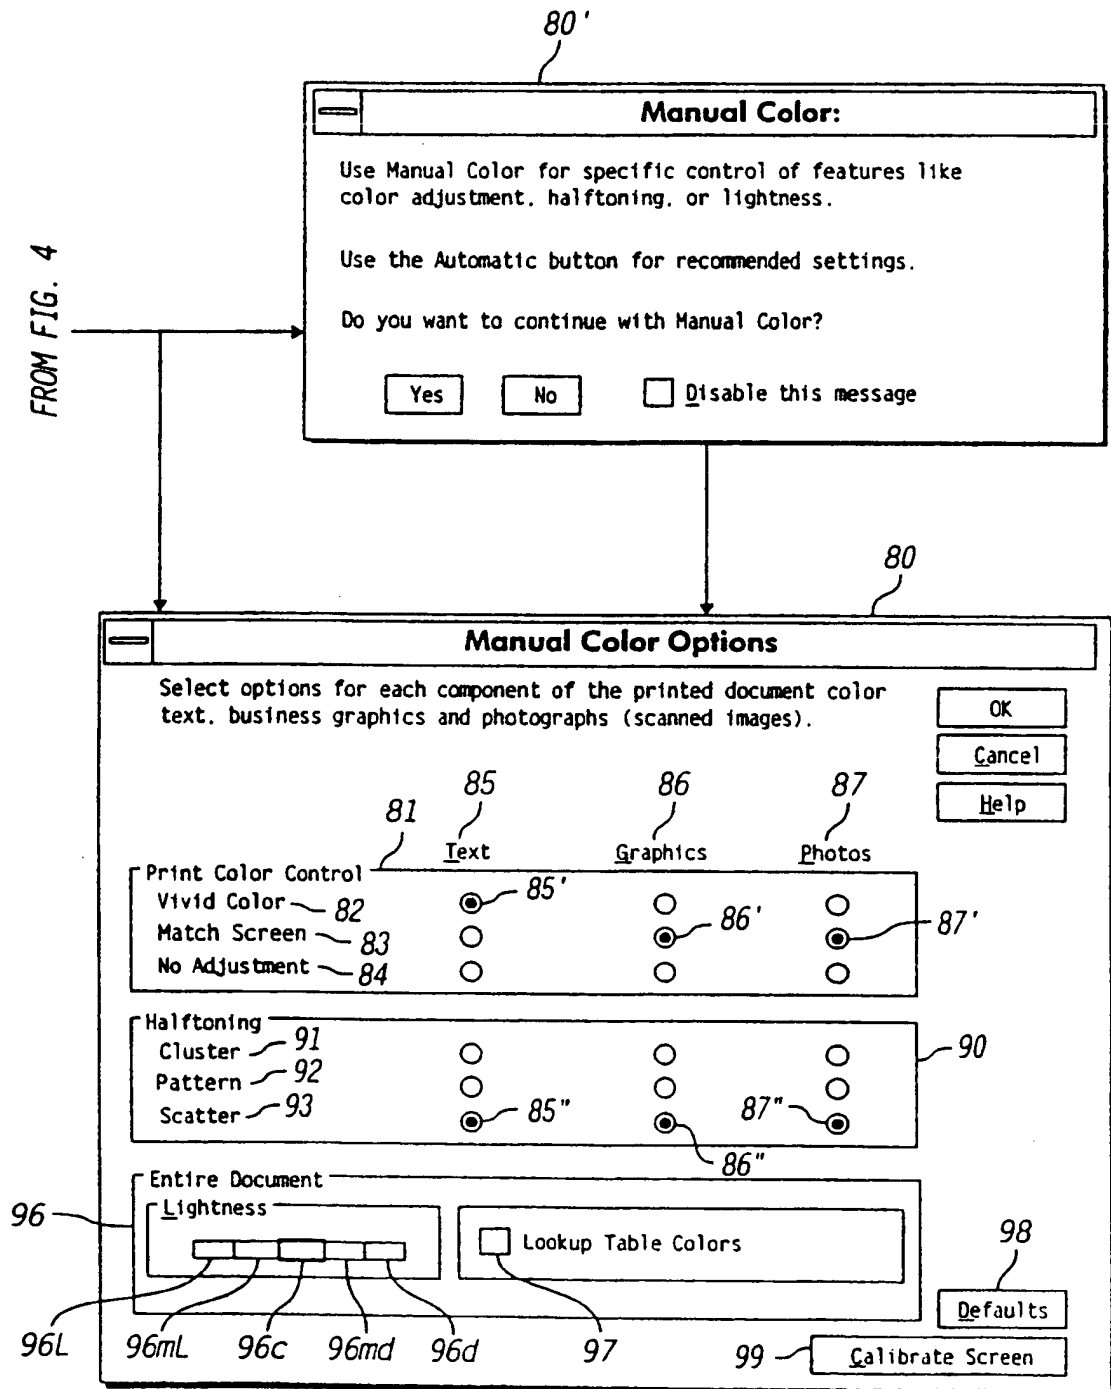 80'
Manual Color:
Use Manual Color for specific control of features like
color adjustment, halftoning, or lightness.
Use the Automatic button for recommended settings.
Do you want to continue with Manual Color?
Yes No Disable this message
FROM FIG. 4
80
Manual Color Options
Select options for each component of the printed document color
text, business graphics and photographs (scanned images).
OK
Cancel
Help
81 85 86 87
Text Graphics Photos
Print Color Control
Vivid Color 82 85'
Match Screen 83 86' 87'
No Adjustment 84
Halftoning
Cluster 91 90
Pattern 92
Scatter 93 85" 86" 87"
Entire Document
96 Lightness
Lookup Table Colors
98
Defaults
96L 96mL 96c 96md 96d 97 99 Calibrate Screen